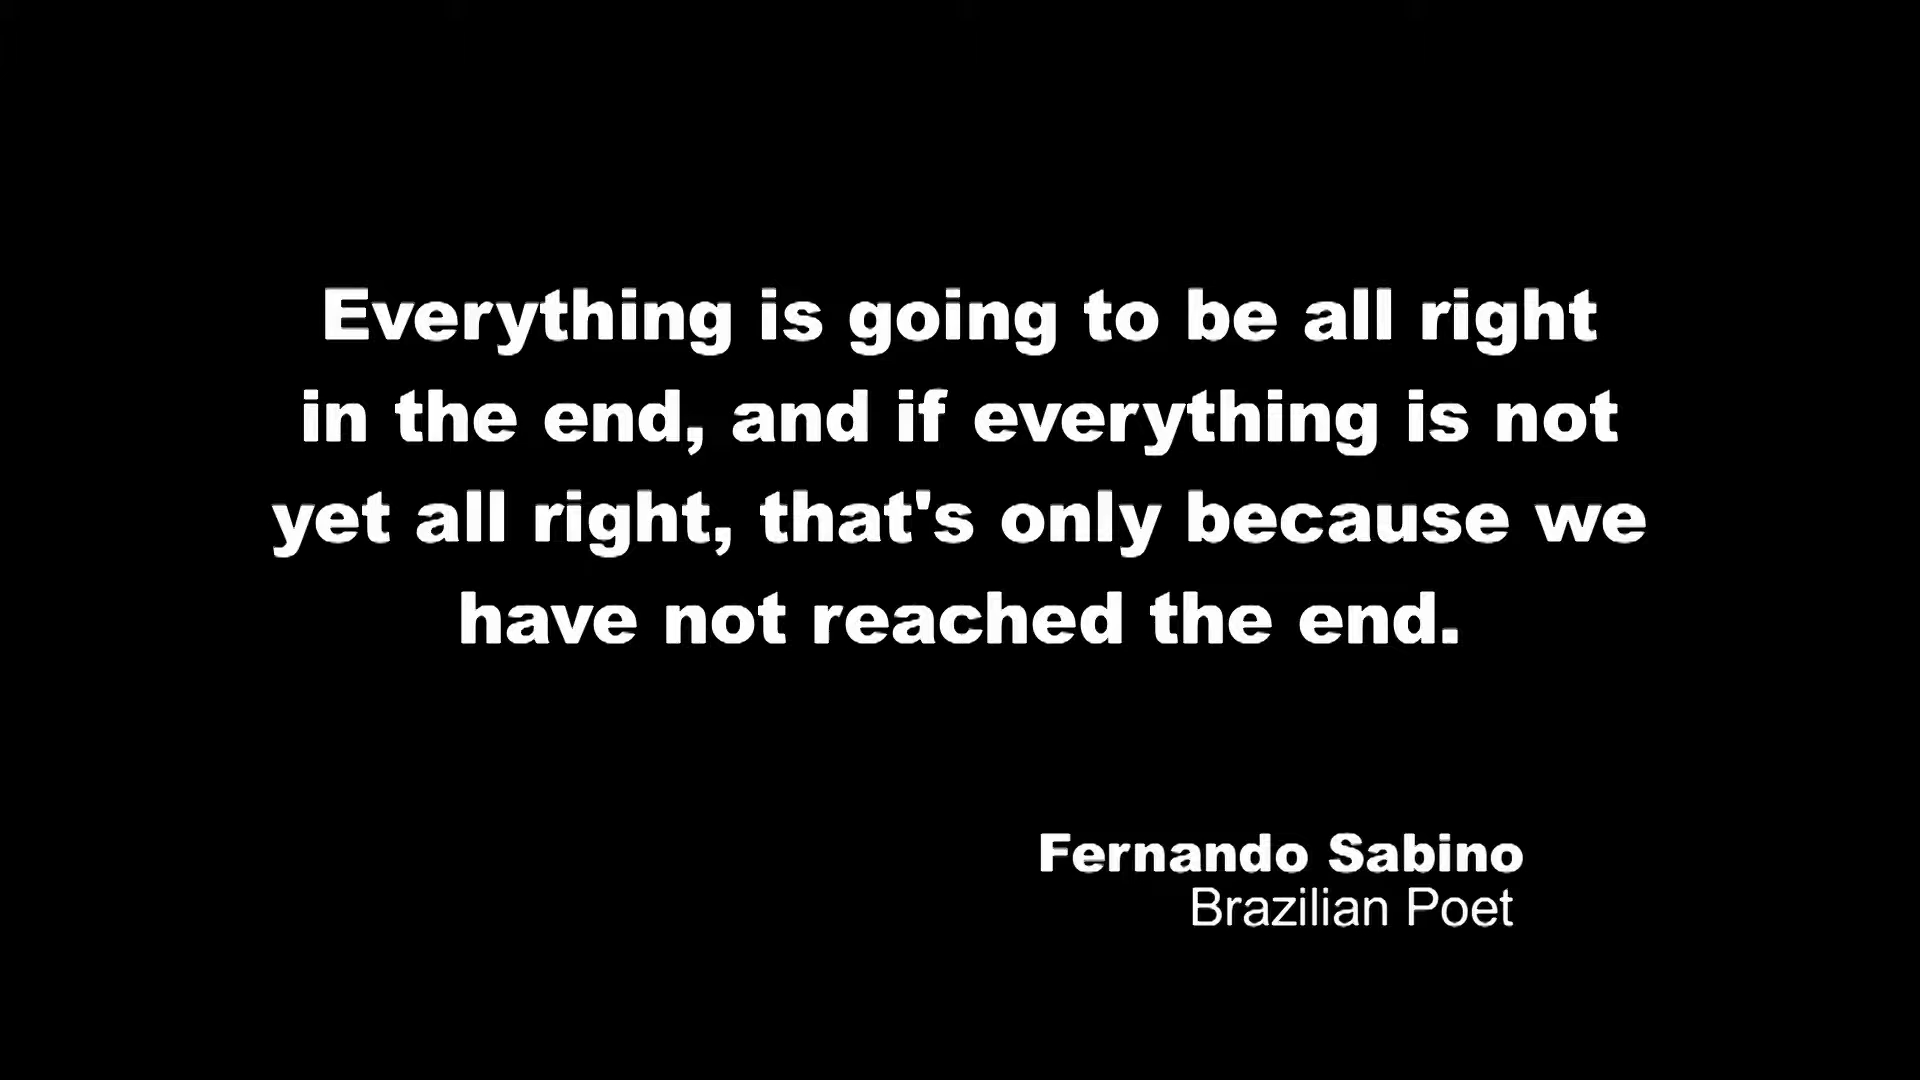 Everything is going to be all right
in the end, and if everything is not
yet all right, that's only because we
have not reached the end.
Fernando Sabino
Brazilian Poet